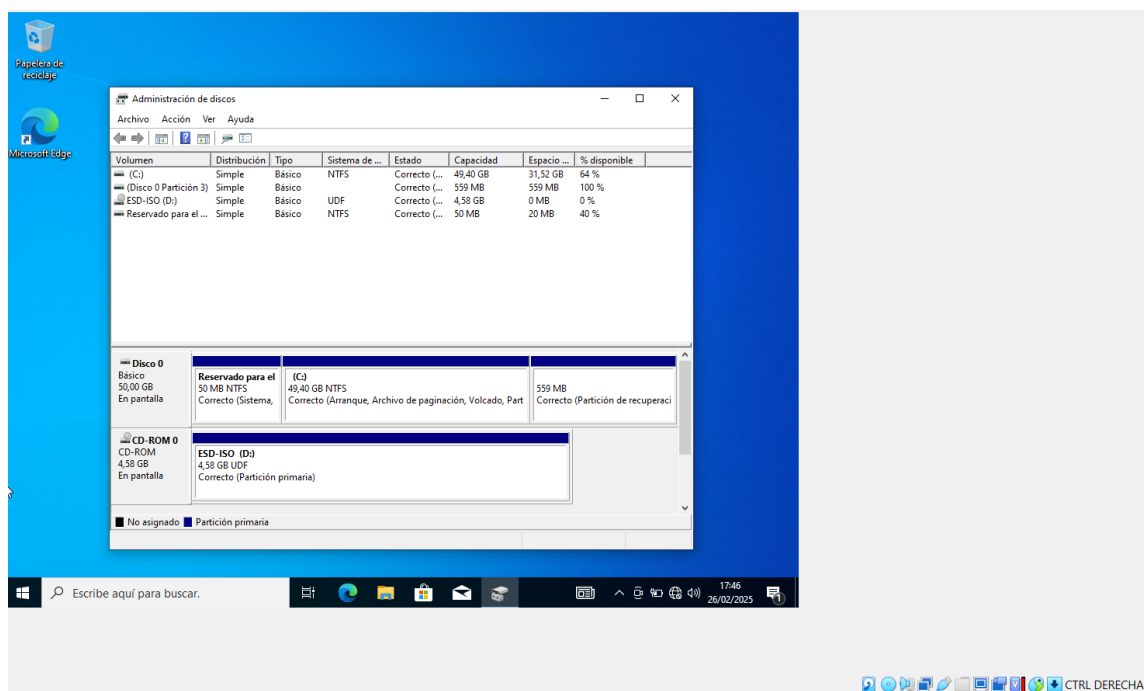 Papelera de
reciclaje
Microsoft Edge
Administración de discos
Archivo Acción Ver Ayuda
Volumen Distribución Tipo Sistema de ... Estado Capacidad Espacio ... % disponible
(C:) Simple Básico NTFS Correcto (... 49,40 GB 31,52 GB 64 %
(Disco 0 Partición 3) Simple Básico Correcto (... 559 MB 559 MB 100 %
ESD-ISO (D:) Simple Básico UDF Correcto (... 4,58 GB 0 MB 0 %
Reservado para el ... Simple Básico NTFS Correcto (... 50 MB 20 MB 40 %
Disco 0
Básico
50,00 GB
En pantalla
Reservado para el
50 MB NTFS
Correcto (Sistema,
(C:)
49,40 GB NTFS
Correcto (Arranque, Archivo de paginación, Volcado, Part
559 MB
Correcto (Partición de recuperaci
CD-ROM 0
CD-ROM
4,58 GB
En pantalla
ESD-ISO (D:)
4,58 GB UDF
Correcto (Partición primaria)
No asignado Partición primaria
Escribe aquí para buscar.
17:46
26/02/2025
1
CTRL DERECHA